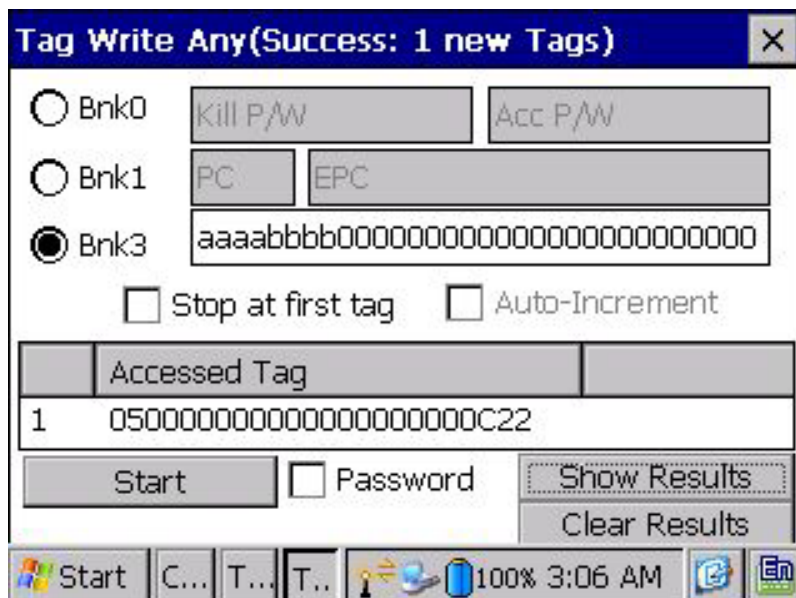 Tag Write Any(Success: 1 new Tags)
Bnk0 Kill P/W Acc P/W
Bnk1 PC EPC
Bnk3 aaaabbbb000000000000000000000000
Stop at first tag Auto-Increment
Accessed Tag
1 050000000000000000000C22
Start Password Show Results
Clear Results
Start C... T... T.. 100% 3:06 AM En